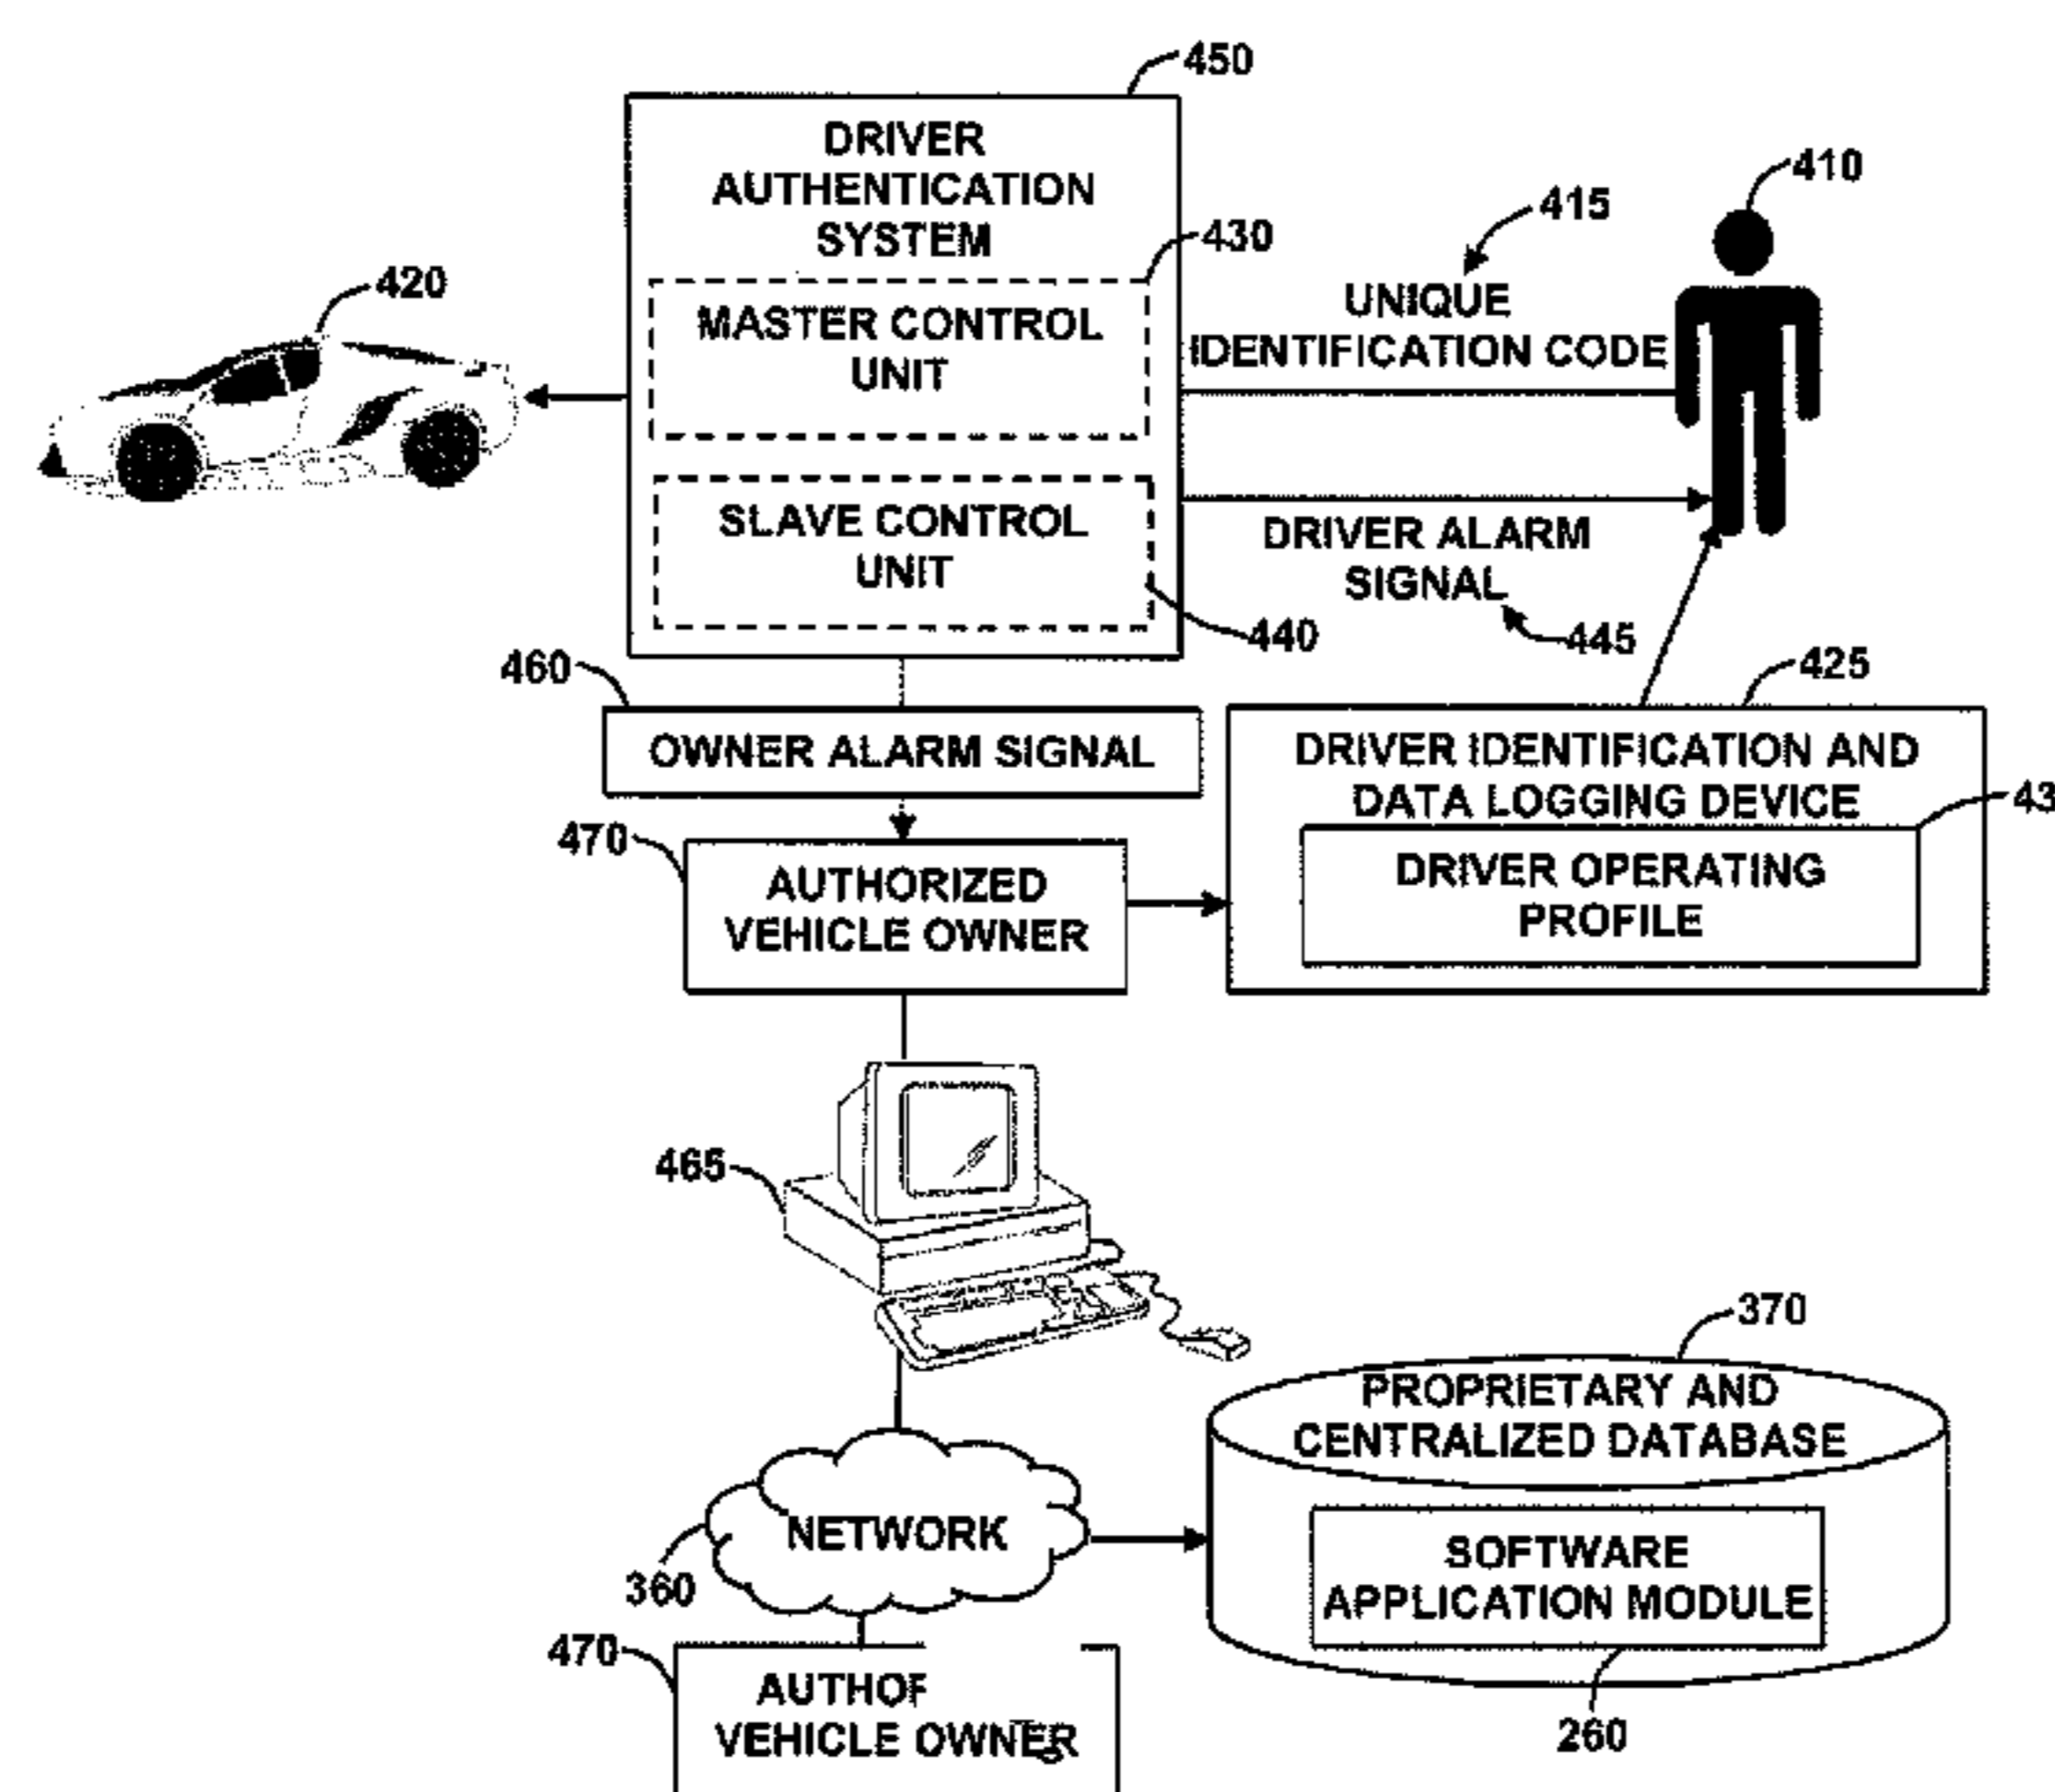 450
DRIVER
AUTHENTICATION
SYSTEM
410
415
430
420
UNIQUE
IDENTIFICATION CODE
MASTER CONTROL
UNIT
SLAVE CONTROL
UNIT
DRIVER ALARM
SIGNAL
440
445
460
425
OWNER ALARM SIGNAL
DRIVER IDENTIFICATION AND
DATA LOGGING DEVICE
43
470
AUTHORIZED
VEHICLE OWNER
DRIVER OPERATING
PROFILE
465
370
PROPRIETARY AND
CENTRALIZED DATABASE
NETWORK
360
SOFTWARE
APPLICATION MODULE
470
VEHICLE OWNER
260